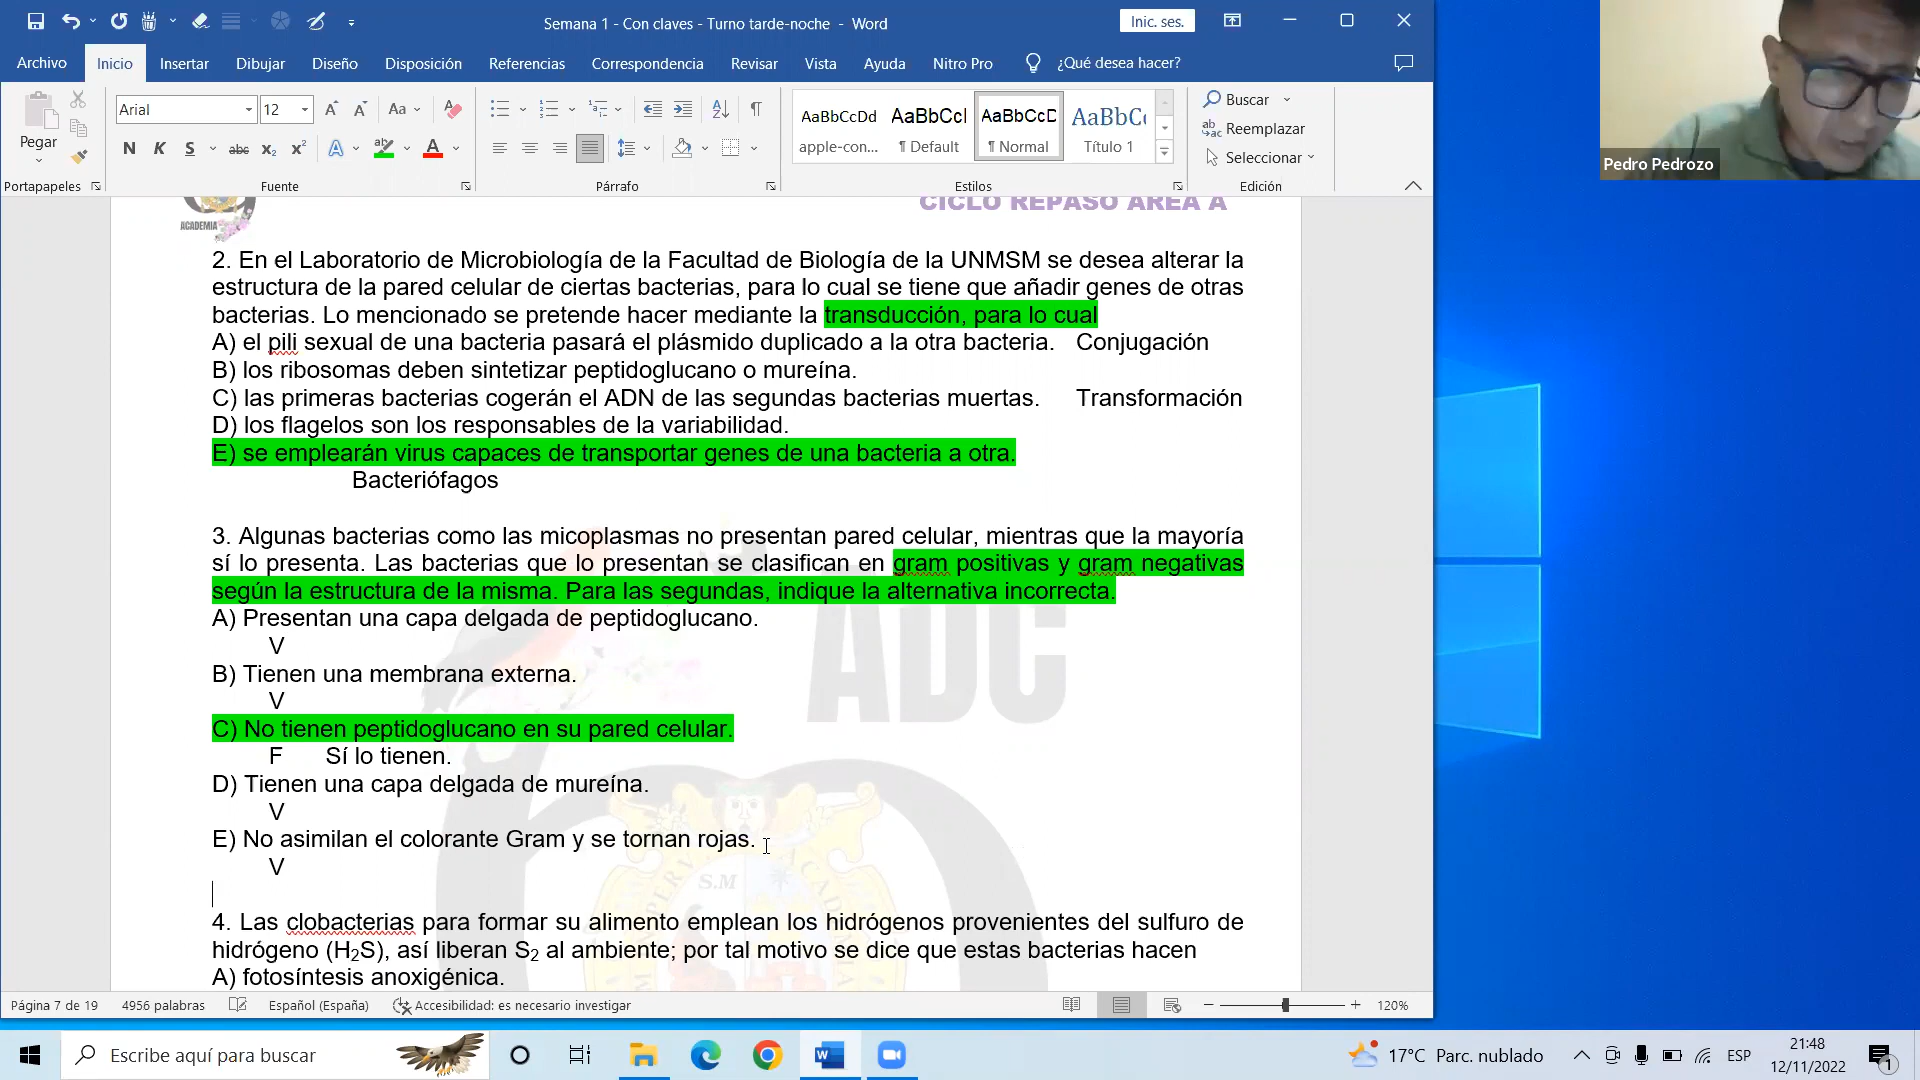 Semana 1 - Con claves - Turno tarde-noche - Word
Inic. ses.
Archivo Inicio Insertar Dibujar Diseño Disposición Referencias Correspondencia Revisar Vista Ayuda Nitro Pro ¿Qué desea hacer?
Pegar
Portapapeles
Arial 12
Aa
N K S abc x₂ x² A ab A
Fuente
Párrafo
AaBbCcDd AaBbCcl AaBbCcD AaBbCc
apple-con... ¶ Default ¶ Normal Título 1
Estilos
Buscar
Reemplazar
Seleccionar
Edición
Pedro Pedrozo
ACADEMIA
CICLO REPASO ÁREA A
2. En el Laboratorio de Microbiología de la Facultad de Biología de la UNMSM se desea alterar la
estructura de la pared celular de ciertas bacterias, para lo cual se tiene que añadir genes de otras
bacterias. Lo mencionado se pretende hacer mediante la transducción, para lo cual
A) el pili sexual de una bacteria pasará el plásmido duplicado a la otra bacteria. Conjugación
B) los ribosomas deben sintetizar peptidoglucano o mureína.
C) las primeras bacterias cogerán el ADN de las segundas bacterias muertas. Transformación
D) los flagelos son los responsables de la variabilidad.
E) se emplearán virus capaces de transportar genes de una bacteria a otra.
Bacteriófagos
3. Algunas bacterias como las micoplasmas no presentan pared celular, mientras que la mayoría
sí lo presenta. Las bacterias que lo presentan se clasifican en gram positivas y gram negativas
según la estructura de la misma. Para las segundas, indique la alternativa incorrecta.
A) Presentan una capa delgada de peptidoglucano.
V
B) Tienen una membrana externa.
V
C) No tienen peptidoglucano en su pared celular.
F Sí lo tienen.
D) Tienen una capa delgada de mureína.
V
E) No asimilan el colorante Gram y se tornan rojas.
V
4. Las clobacterias para formar su alimento emplean los hidrógenos provenientes del sulfuro de
hidrógeno (H₂S), así liberan S₂ al ambiente; por tal motivo se dice que estas bacterias hacen
A) fotosíntesis anoxigénica.
ADC
S.M
Página 7 de 19 4956 palabras Español (España) Accesibilidad: es necesario investigar 120%
Escribe aquí para buscar
17°C Parc. nublado
ESP
21:48
12/11/2022
1